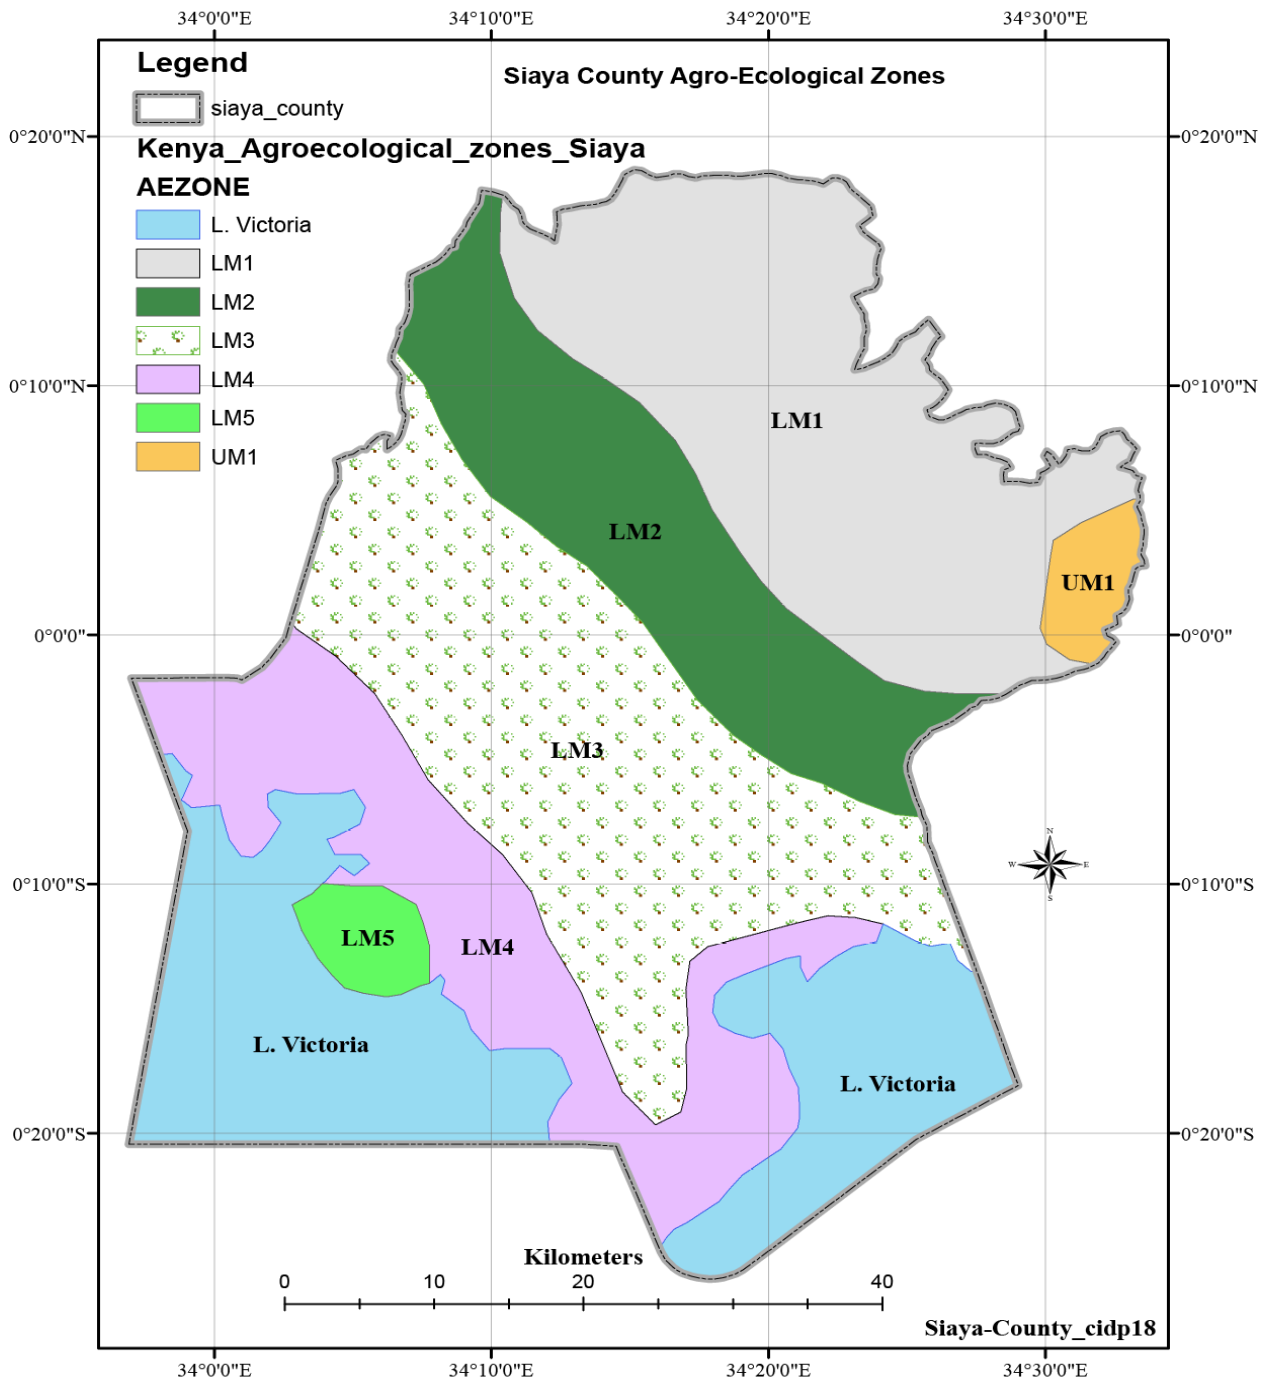 34°0'0"E 34°10'0"E 34°20'0"E 34°30'0"E
Legend
Siaya County Agro-Ecological Zones
siaya_county
0°20'0"N 0°20'0"N
Kenya_Agroecological_zones_Siaya
AEZONE
L. Victoria
LM1
LM2
LM3
LM4
LM5
UM1
0°10'0"N 0°10'0"N
LM1
LM2
UM1
0°0'0" 0°0'0"
LM3
N
W E
S
0°10'0"S 0°10'0"S
LM5
LM4
L. Victoria
L. Victoria
0°20'0"S 0°20'0"S
Kilometers
0 10 20 40
Siaya-County_cidp18
34°0'0"E 34°10'0"E 34°20'0"E 34°30'0"E